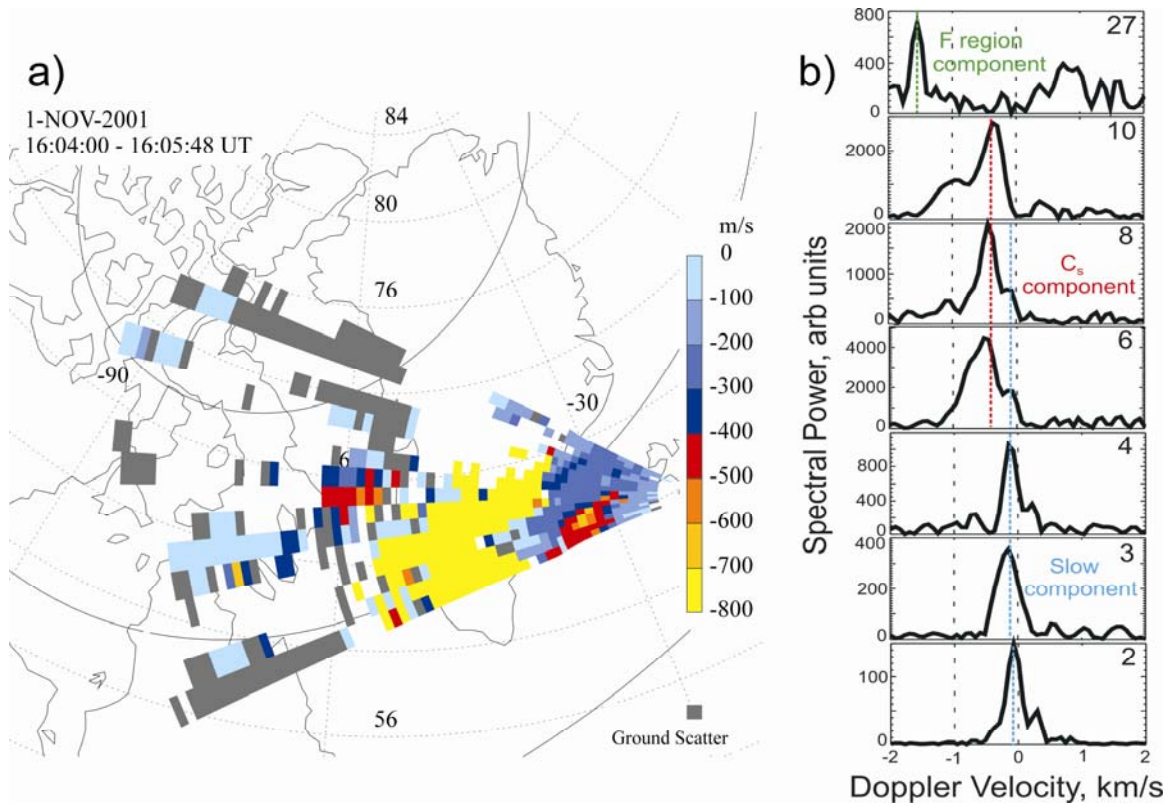 a)
1-NOV-2001
16:04:00 - 16:05:48 UT
84
80
76
-90
-30
6
56
m/s
0
-100
-200
-300
-400
-500
-600
-700
-800
Ground Scatter
b)
Spectral Power, arb units
800
400
0
27
F region
component
2000
0
10
2000
1000
0
8
Cs
component
4000
2000
0
6
800
400
0
4
400
200
0
3
Slow
component
100
0
2
-2 -1 0 1 2
Doppler Velocity, km/s